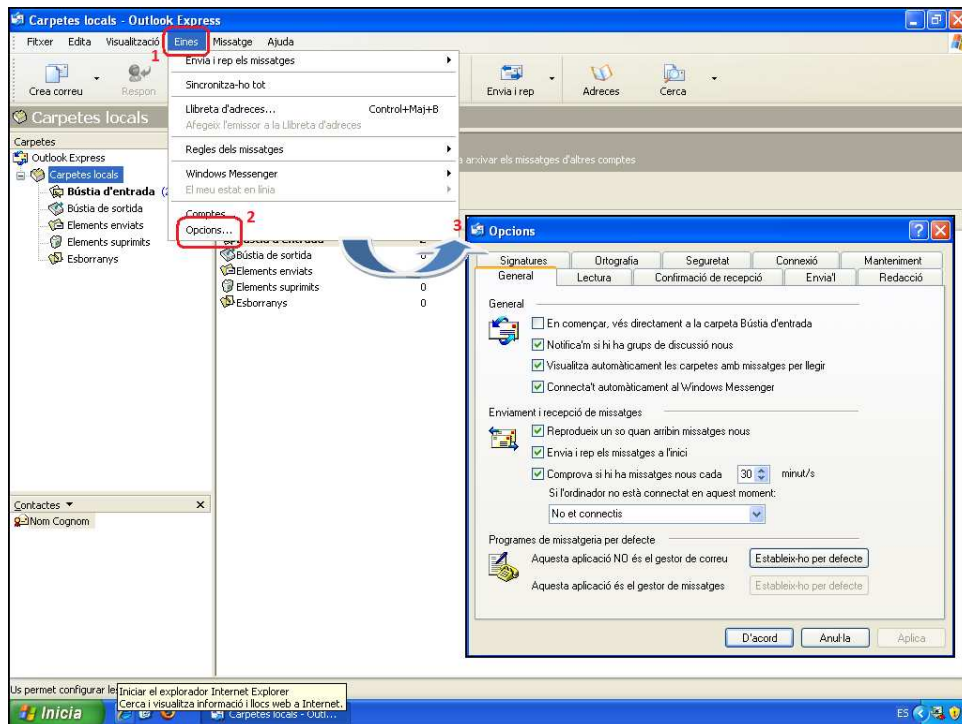 Carpetes locals - Outlook Express
Fitxer Edita Visualització Eines Missatge Ajuda
1
Crea correu
Respon
Envia i rep
Adreces
Cerca
Envia i rep els missatges
Sincronitza-ho tot
Llibreta d'adreces... Control+Maj+B
Afegeix l'emissor a la Llibreta d'adreces
Regles dels missatges
Windows Messenger
El meu estat en línia
Comptes...
2
Opcions...
Carpetes locals
a arxivar els missatges d'altres comptes
Carpetes
Outlook Express
Carpetes locals
Bústia d'entrada
Bústia de sortida
Elements enviats
Elements suprimits
Esborranys
Bústia d'entrada 2
Bústia de sortida 0
Elements enviats
Elements suprimits 0
Esborranys 0
3
Opcions
Signatures Ortografia Seguretat Connexió Manteniment
General Lectura Confirmació de recepció Envia'l Redacció
General
En començar, vés directament a la carpeta Bústia d'entrada
Notifica'm si hi ha grups de discussió nous
Visualitza automàticament les carpetes amb missatges per llegir
Connecta't automàticament al Windows Messenger
Enviament i recepció de missatges
Reprodueix un so quan arribin missatges nous
Envia i rep els missatges a l'inici
Comprova si hi ha missatges nous cada 30 minut/s
Si l'ordinador no està connectat en aquest moment:
No et connectis
Programes de missatgeria per defecte
Aquesta aplicació NO és el gestor de correu Estableix-ho per defecte
Aquesta aplicació és el gestor de missatges Estableix-ho per defecte
D'acord Anul·la Aplica
Contactes
Nom Cognom
Us permet configurar
Iniciar el explorador Internet Explorer
Cerca i visualitza informació i llocs web a Internet.
Inicia
Carpetes locals - Outl...
ES